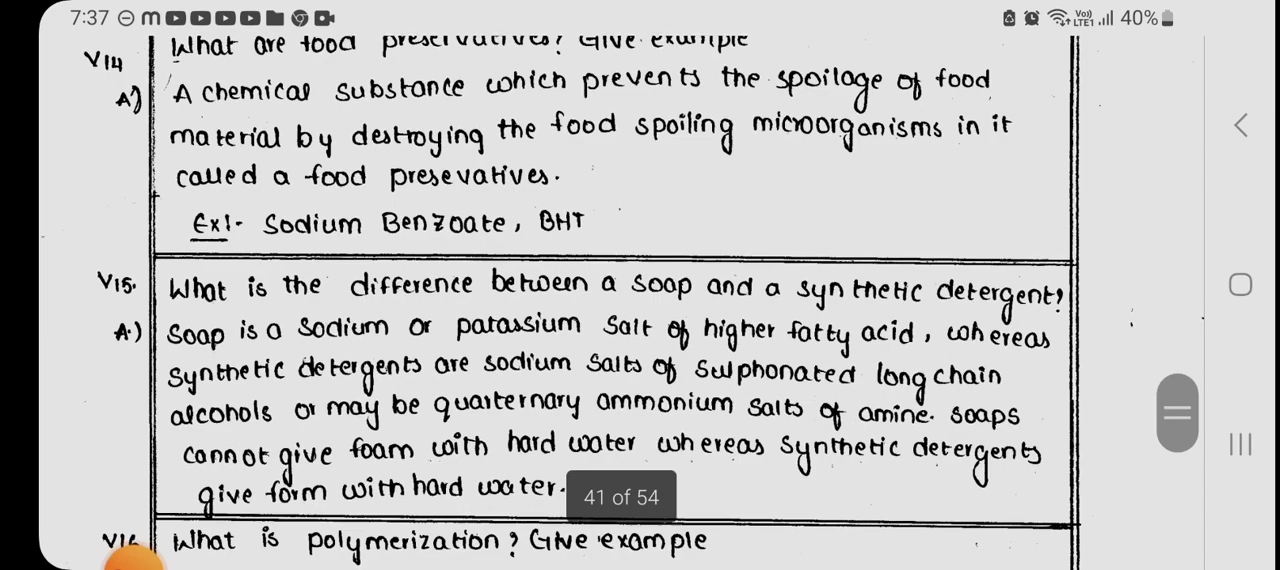 7:37
Vo)) LTE1 40%
V14 What are food preservatives? Give example
A) A chemical substance which prevents the spoilage of food
material by destroying the food spoiling microorganisms in it
called a food presevatives.
Ex!- Sodium Benzoate, BHT
V15. What is the difference between a soap and a synthetic detergent?
A.) Soap is a sodium or patassium salt of higher fatty acid, whereas
synthetic detergents are sodium salts of sulphonated long chain
alcohols or may be quarternary ammonium salts of amine. soaps
cannot give foam with hard water whereas synthetic detergents
give form with hard water.
41 of 54
V16 What is polymerization? Give example